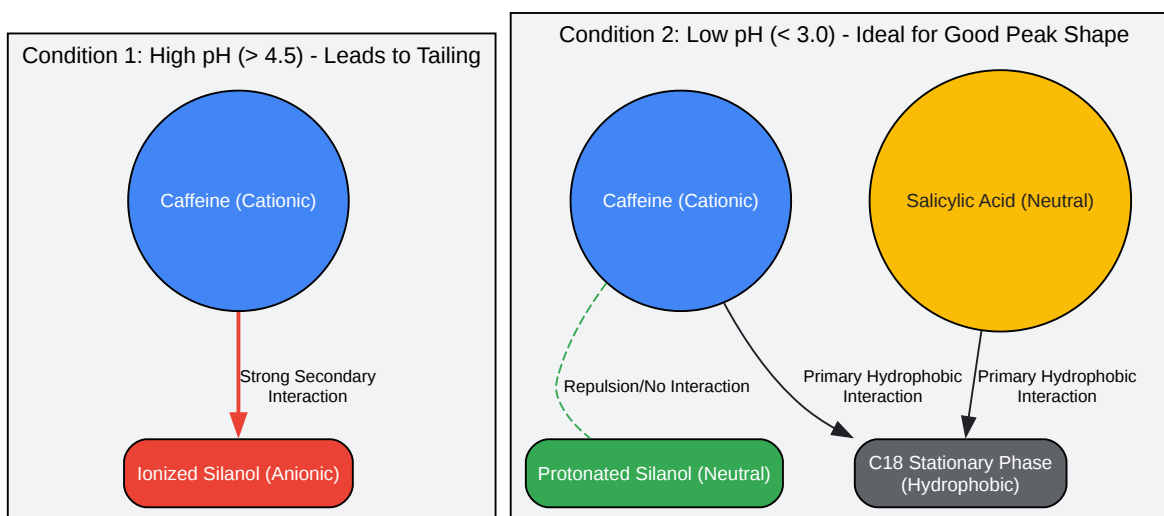 Condition 1: High pH (> 4.5) - Leads to Tailing
Caffeine (Cationic)
Strong Secondary
Interaction
Ionized Silanol (Anionic)
Condition 2: Low pH (< 3.0) - Ideal for Good Peak Shape
Caffeine (Cationic)
Salicylic Acid (Neutral)
Repulsion/No Interaction
Primary Hydrophobic
Interaction
Primary Hydrophobic
Interaction
Protonated Silanol (Neutral)
C18 Stationary Phase
(Hydrophobic)